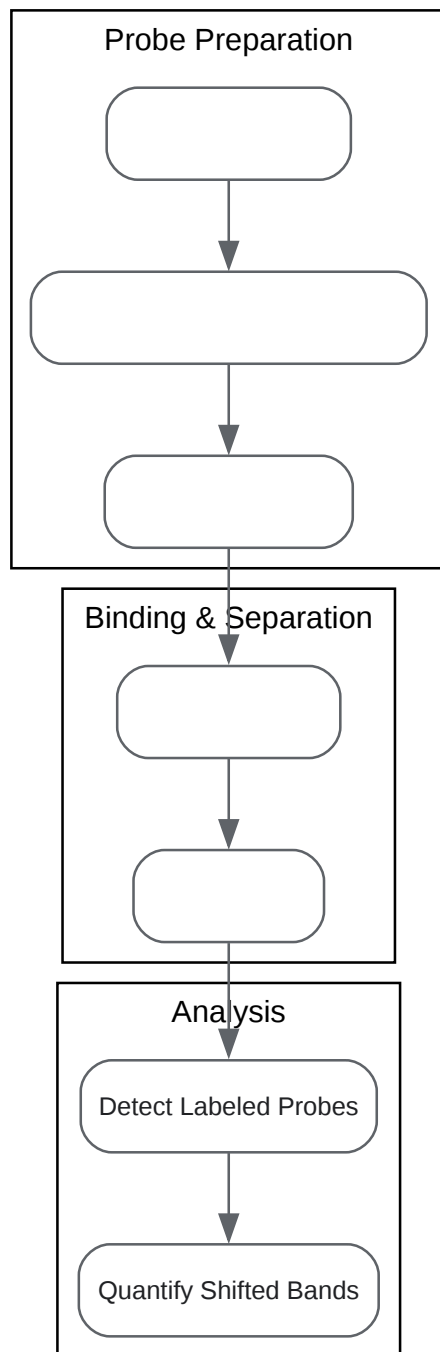 Probe Preparation
Binding & Separation
Analysis
Detect Labeled Probes
Quantify Shifted Bands